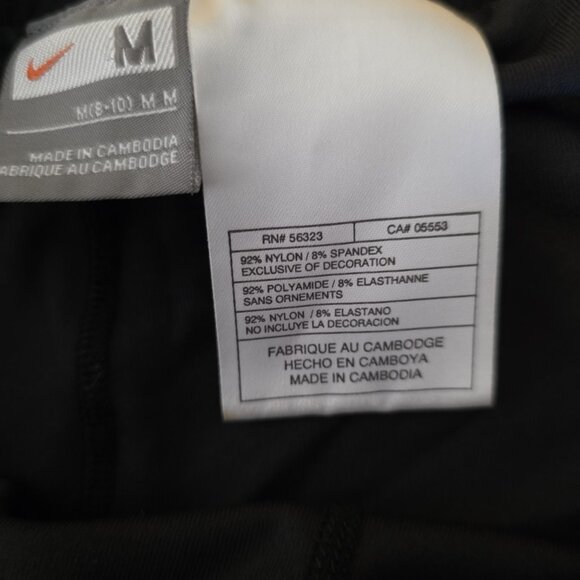 M
M(8-10) M M
MADE IN CAMBODIA
FABRIQUE AU CAMBODGE
RN# 56323 CA# 05553
92% NYLON / 8% SPANDEX
EXCLUSIVE OF DECORATION
92% POLYAMIDE / 8% ELASTHANNE
SANS ORNEMENTS
92% NYLON / 8% ELASTANO
NO INCLUYE LA DECORACION
FABRIQUE AU CAMBODGE
HECHO EN CAMBOYA
MADE IN CAMBODIA